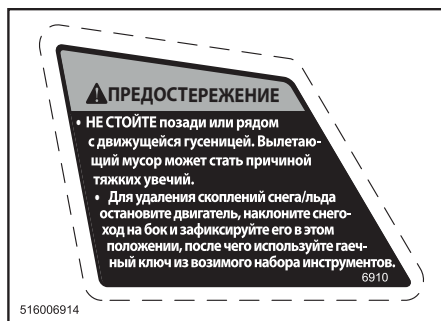 ⚠ПРЕДОСТЕРЕЖЕНИЕ
• НЕ СТОЙТЕ позади или рядом
с движущейся гусеницей. Вылетаю-
щий мусор может стать причиной
тяжких увечий.
• Для удаления скоплений снега/льда
остановите двигатель, наклоните снего-
ход на бок и зафиксируйте его в этом
положении, после чего используйте гаеч-
ный ключ из возимого набора инструментов.
6910
516006914